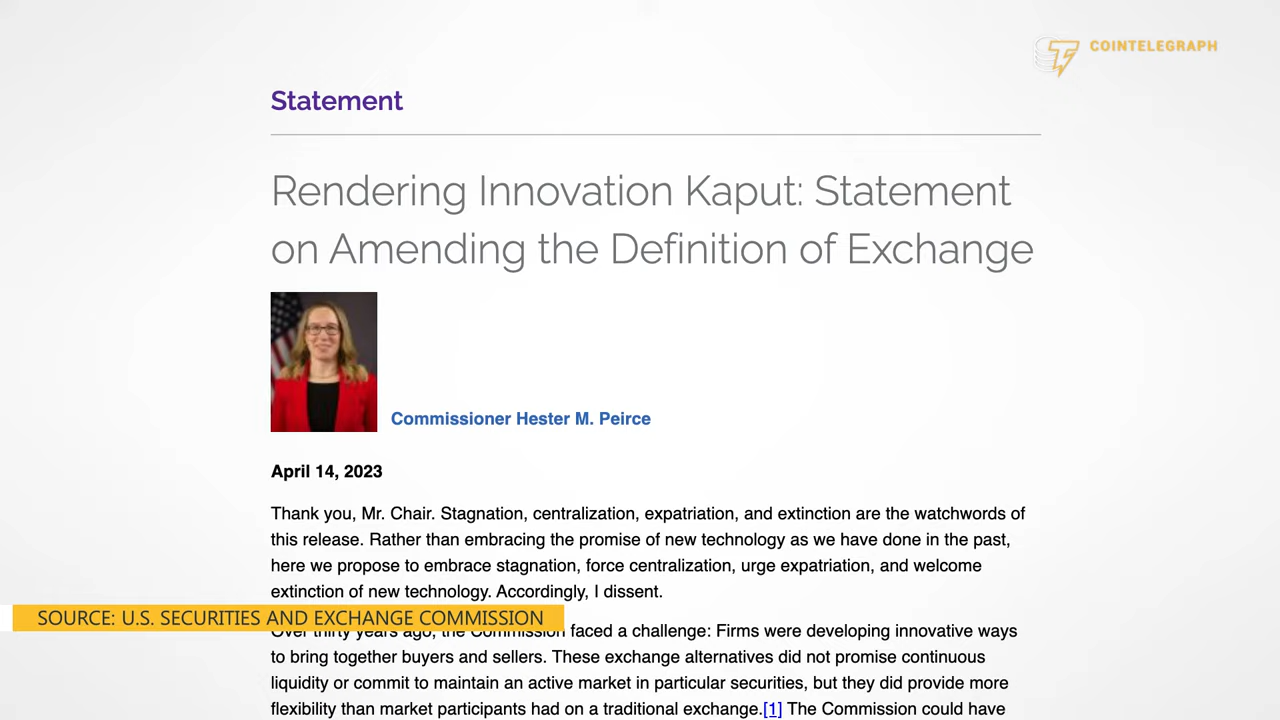 COINTELEGRAPH
Statement
Rendering Innovation Kaput: Statement
on Amending the Definition of Exchange
Commissioner Hester M. Peirce
April 14, 2023
Thank you, Mr. Chair. Stagnation, centralization, expatriation, and extinction are the watchwords of
this release. Rather than embracing the promise of new technology as we have done in the past,
here we propose to embrace stagnation, force centralization, urge expatriation, and welcome
extinction of new technology. Accordingly, I dissent.
SOURCE: U.S. SECURITIES AND EXCHANGE COMMISSION
Over thirty years ago, the Commission faced a challenge: Firms were developing innovative ways
to bring together buyers and sellers. These exchange alternatives did not promise continuous
liquidity or commit to maintain an active market in particular securities, but they did provide more
flexibility than market participants had on a traditional exchange.[1] The Commission could have